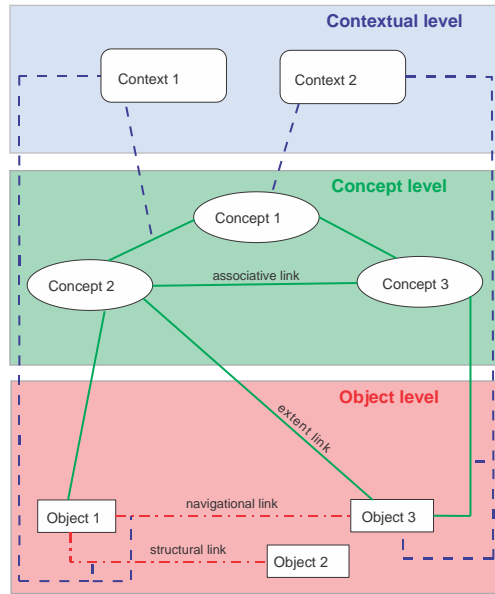 Contextual level
Context 1
Context 2
Concept level
Concept 1
associative link
Concept 2
Concept 3
Object level
extent link
navigational link
Object 1
Object 3
structural link
Object 2